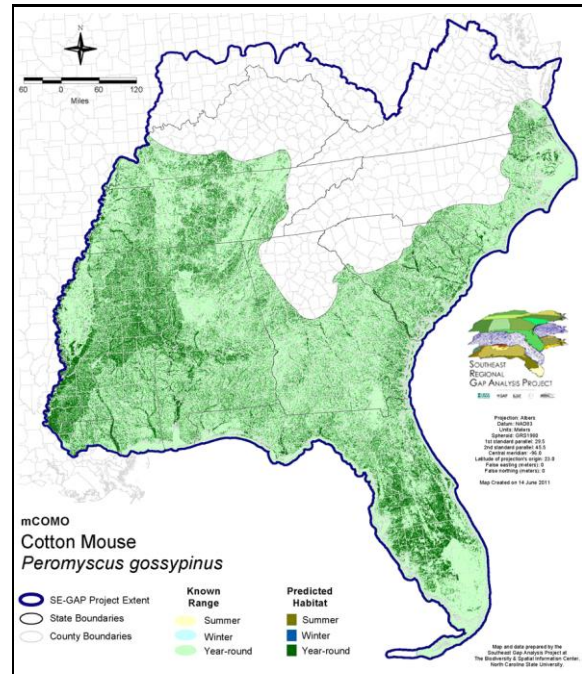 N
60 30 0 60 120
Miles
SOUTHEAST
REGIONAL
GAP ANALYSIS PROJECT
Projection: Albers
Datum: NAD83
Units: Meters
Spheroid: GRS1980
1st standard parallel: 29.5
2nd standard parallel: 45.5
Central meridian: -96.0
Latitude of projection's origin: 23.0
False easting (meters): 0
False northing (meters): 0
Map Created on 14 June 2011
mCOMO
Cotton Mouse
Peromyscus gossypinus
SE-GAP Project Extent
State Boundaries
County Boundaries
Known
Range
Summer
Winter
Year-round
Predicted
Habitat
Summer
Winter
Year-round
Map and data prepared by the
Southeast Gap Analysis Project at
The Biodiversity & Spatial Information Center,
North Carolina State University.